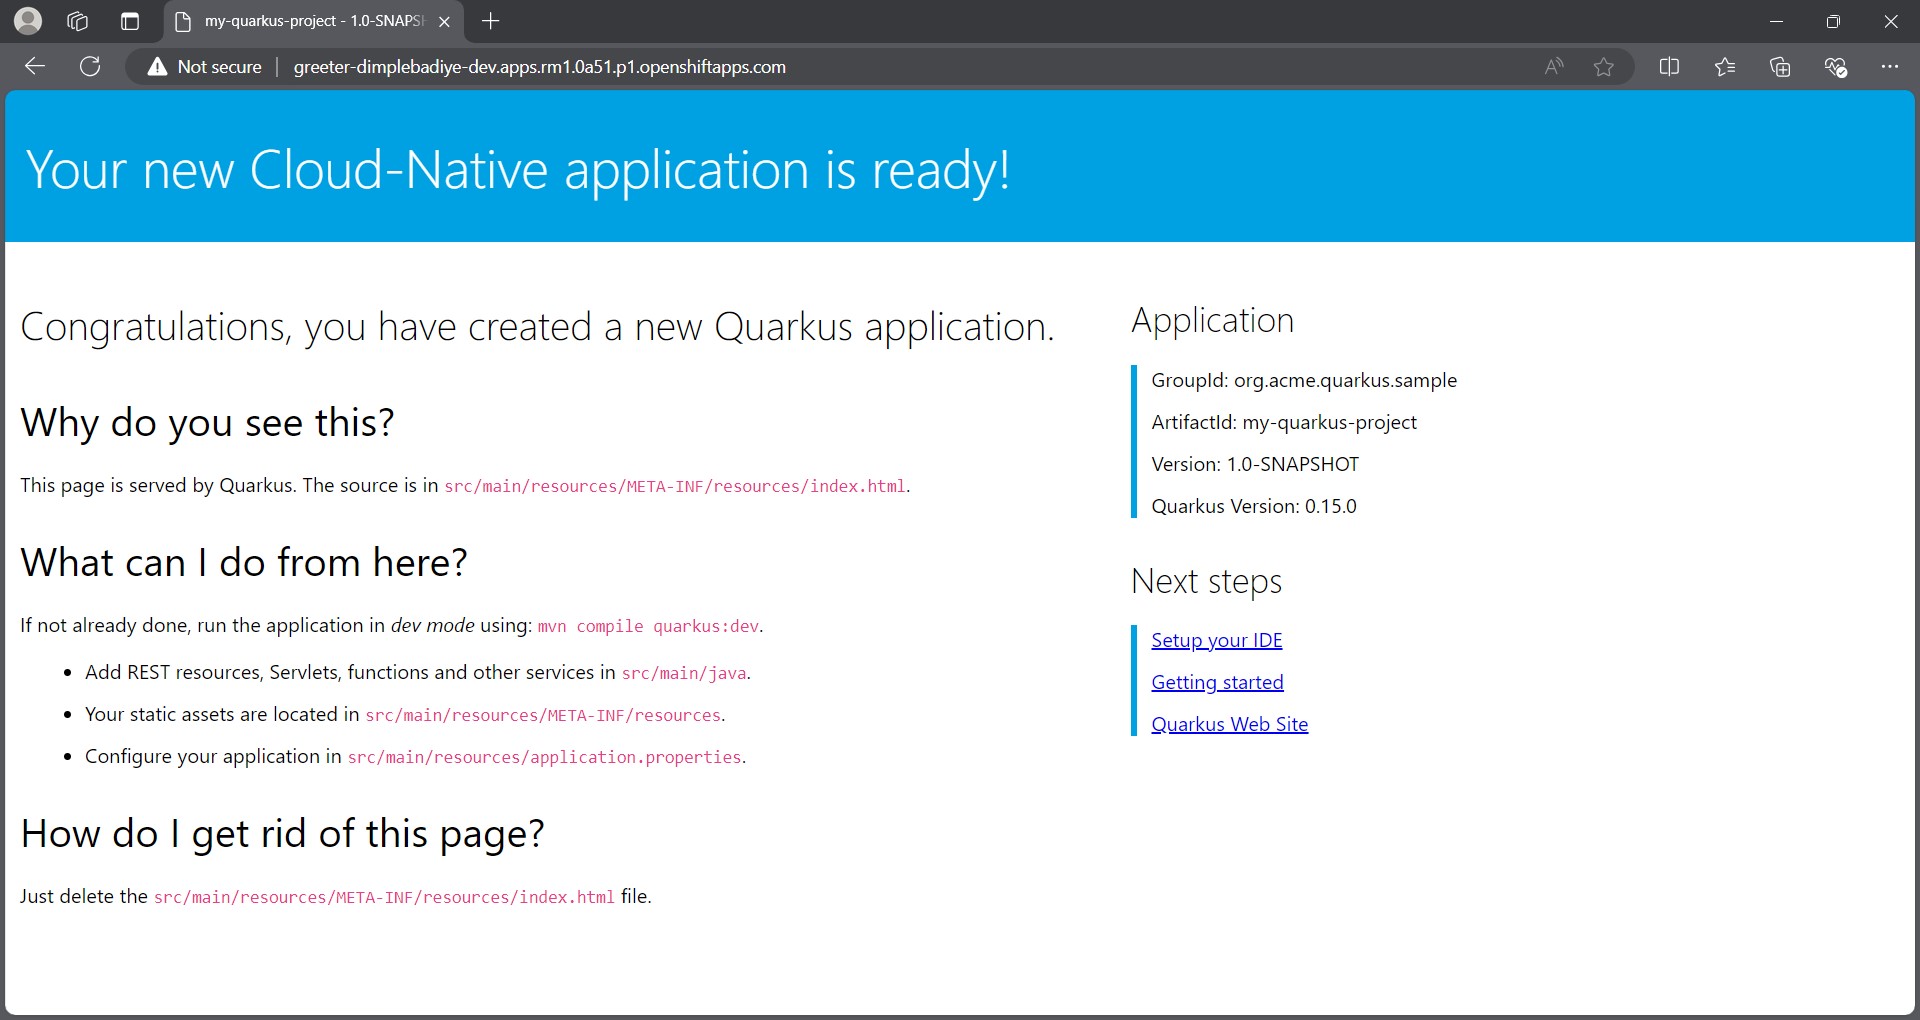 my-quarkus-project - 1.0-SNAPS
Not secure
greeter-dimplebadiye-dev.apps.rm1.0a51.p1.openshiftapps.com
Your new Cloud-Native application is ready!
Congratulations, you have created a new Quarkus application.
Why do you see this?
This page is served by Quarkus. The source is in src/main/resources/META-INF/resources/index.html.
What can I do from here?
If not already done, run the application in dev mode using: mvn compile quarkus:dev.
• Add REST resources, Servlets, functions and other services in src/main/java.
• Your static assets are located in src/main/resources/META-INF/resources.
• Configure your application in src/main/resources/application.properties.
How do I get rid of this page?
Just delete the src/main/resources/META-INF/resources/index.html file.
Application
GroupId: org.acme.quarkus.sample
ArtifactId: my-quarkus-project
Version: 1.0-SNAPSHOT
Quarkus Version: 0.15.0
Next steps
Setup your IDE
Getting started
Quarkus Web Site